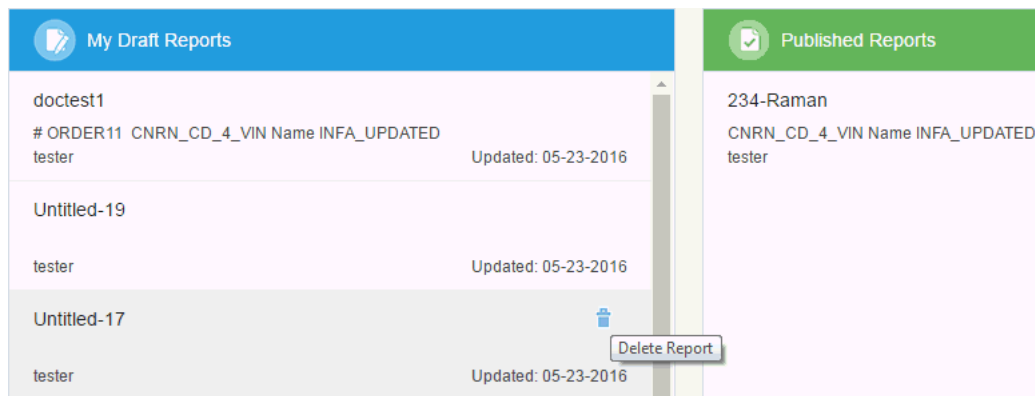 My Draft Reports
doctest1
# ORDER11 CNRN_CD_4_VIN Name INFA_UPDATED
tester Updated: 05-23-2016
Untitled-19
tester Updated: 05-23-2016
Untitled-17
Delete Report
tester Updated: 05-23-2016
Published Reports
234-Raman
CNRN_CD_4_VIN Name INFA_UPDATED
tester